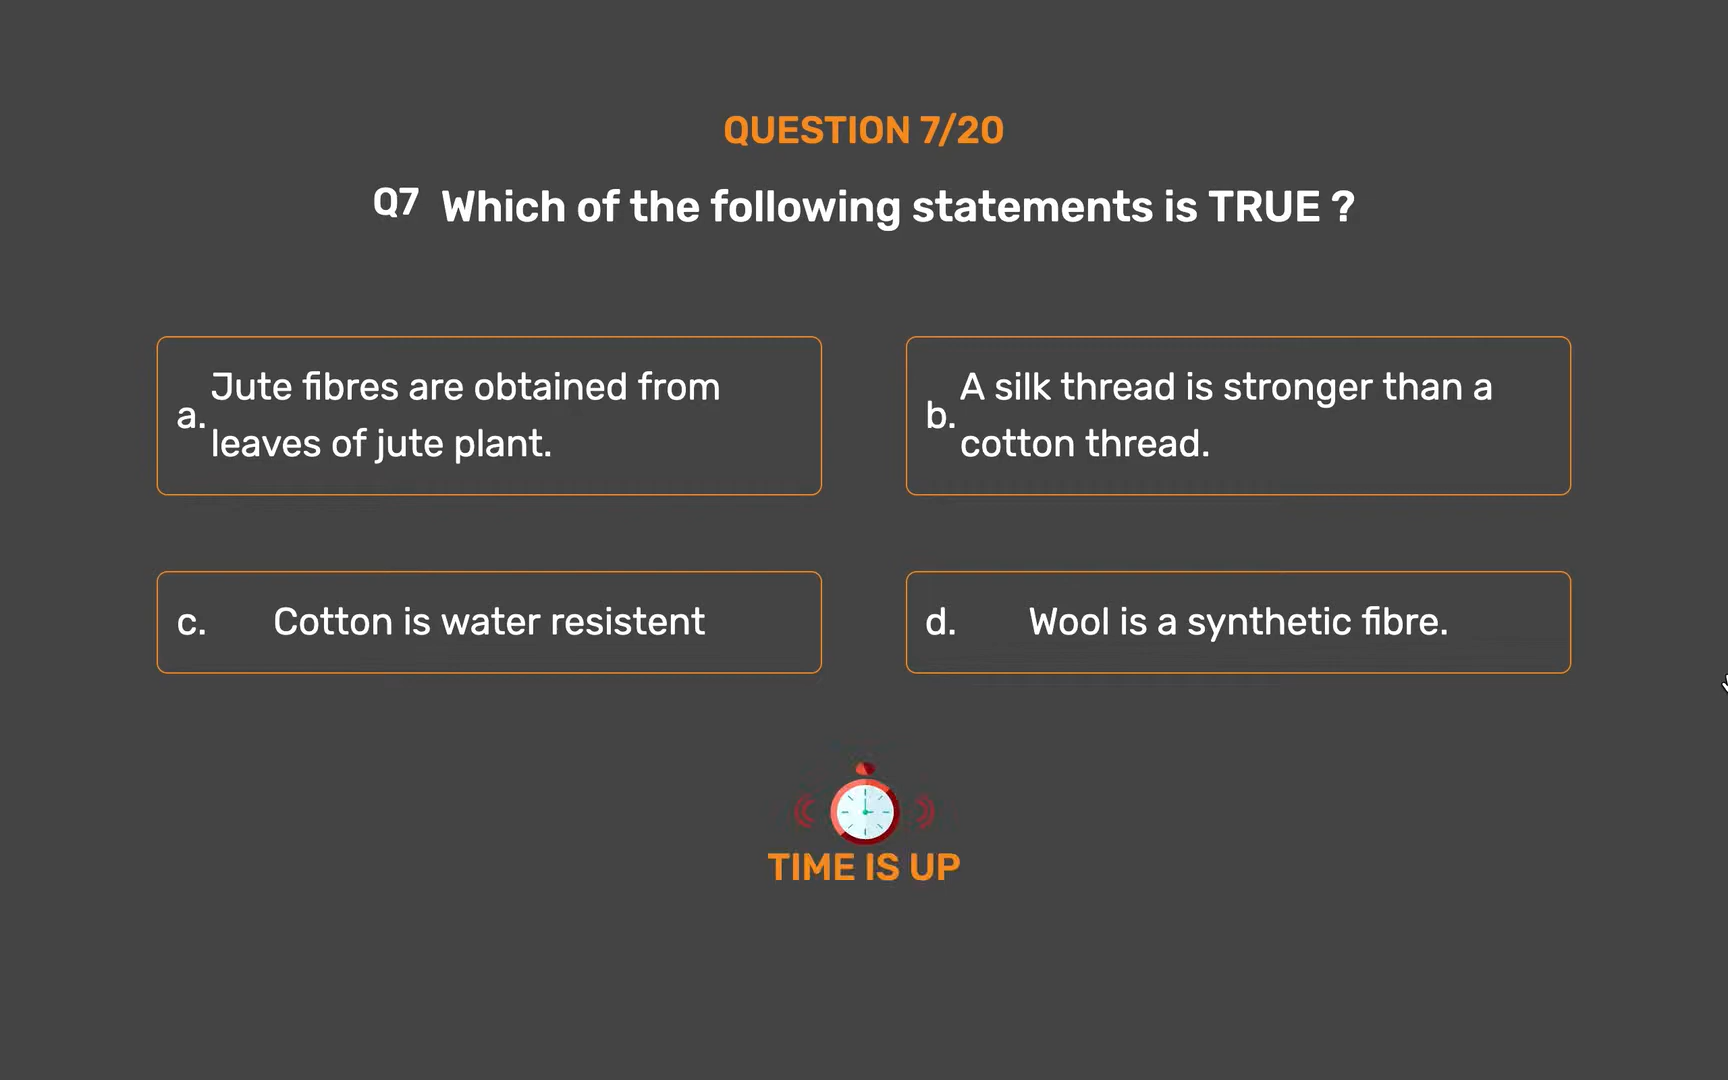 QUESTION 7/20
Q7 Which of the following statements is TRUE ?
a. Jute fibres are obtained from
leaves of jute plant.
b. A silk thread is stronger than a
cotton thread.
c. Cotton is water resistent
d. Wool is a synthetic fibre.
TIME IS UP